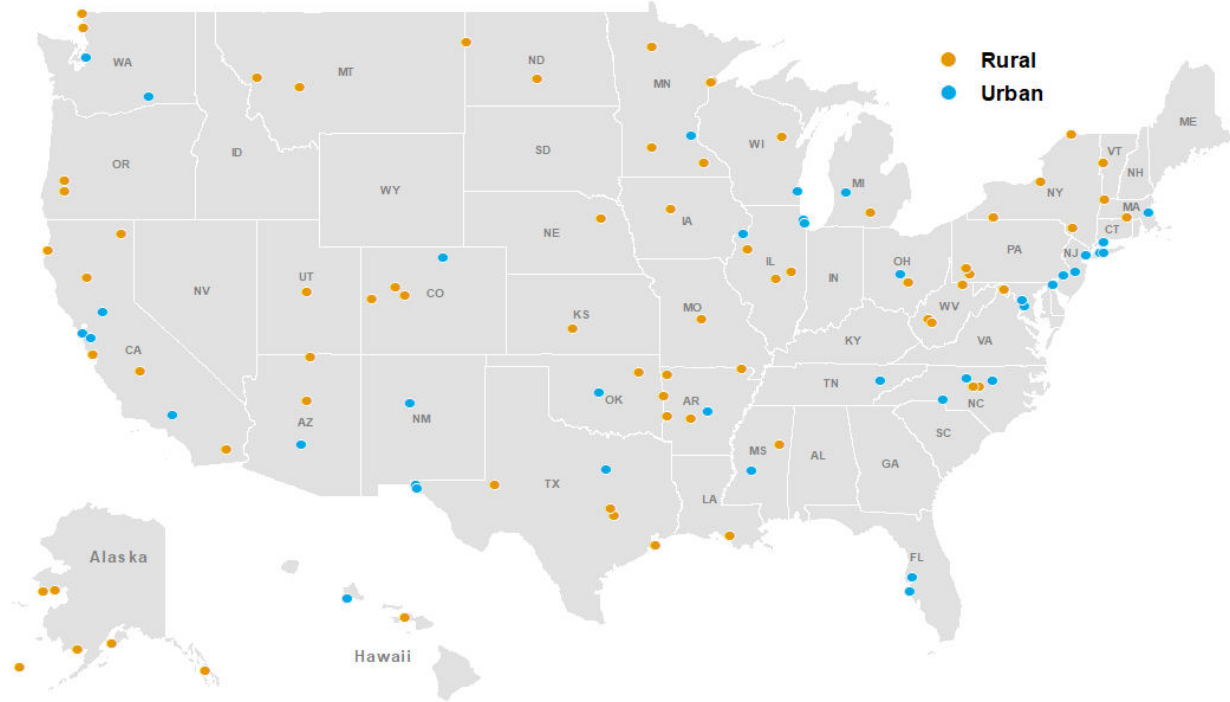 Rural
Urban
WA
MT
ND
MN
ME
OR
ID
SD
WI
VT
NH
MI
NY
MA
WY
CT
IA
NE
PA
NJ
OH
IL
IN
UT
NV
CO
WV
MO
KS
VA
KY
CA
TN
NC
OK
AR
NM
AZ
SC
MS
AL
GA
TX
LA
FL
Alaska
Hawaii